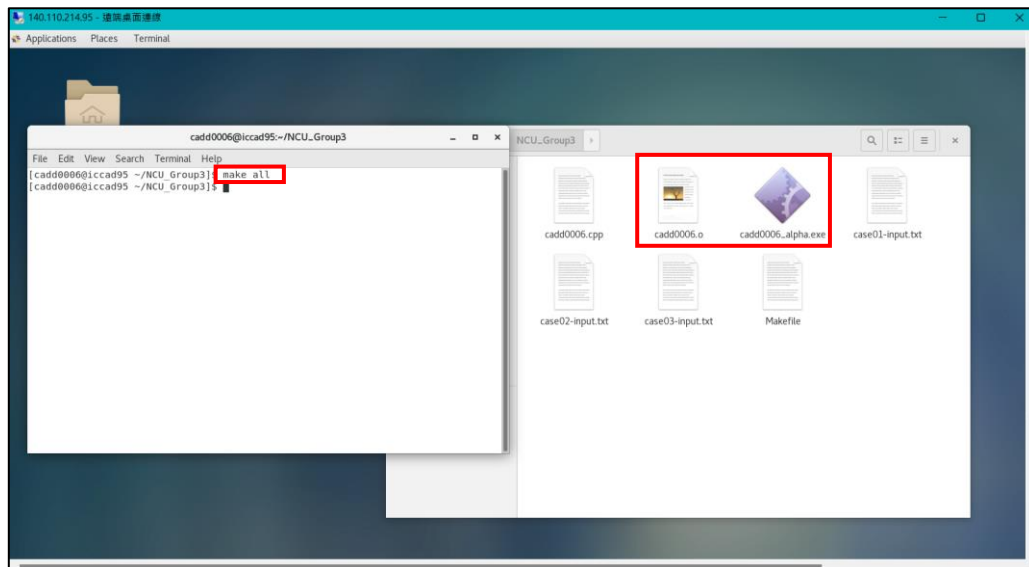 140.110.214.95 - 遠端桌面連線
Applications Places Terminal
cadd0006@iccad95:~/NCU_Group3
File Edit View Search Terminal Help
[cadd0006@iccad95 ~/NCU_Group3]$ make all
[cadd0006@iccad95 ~/NCU_Group3]$
NCU_Group3
cadd0006.cpp
cadd0006.o
cadd0006_alpha.exe
case01-input.txt
case02-input.txt
case03-input.txt
Makefile